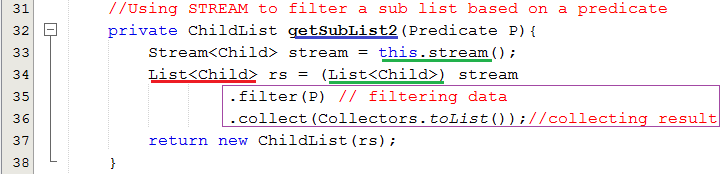 31 //Using STREAM to filter a sub list based on a predicate
32 private ChildList getSubList2(Predicate P){
33 Stream<Child> stream = this.stream();
34 List<Child> rs = (List<Child>) stream
35 .filter(P) // filtering data
36 .collect(Collectors.toList());//collecting result
37 return new ChildList(rs);
38 }